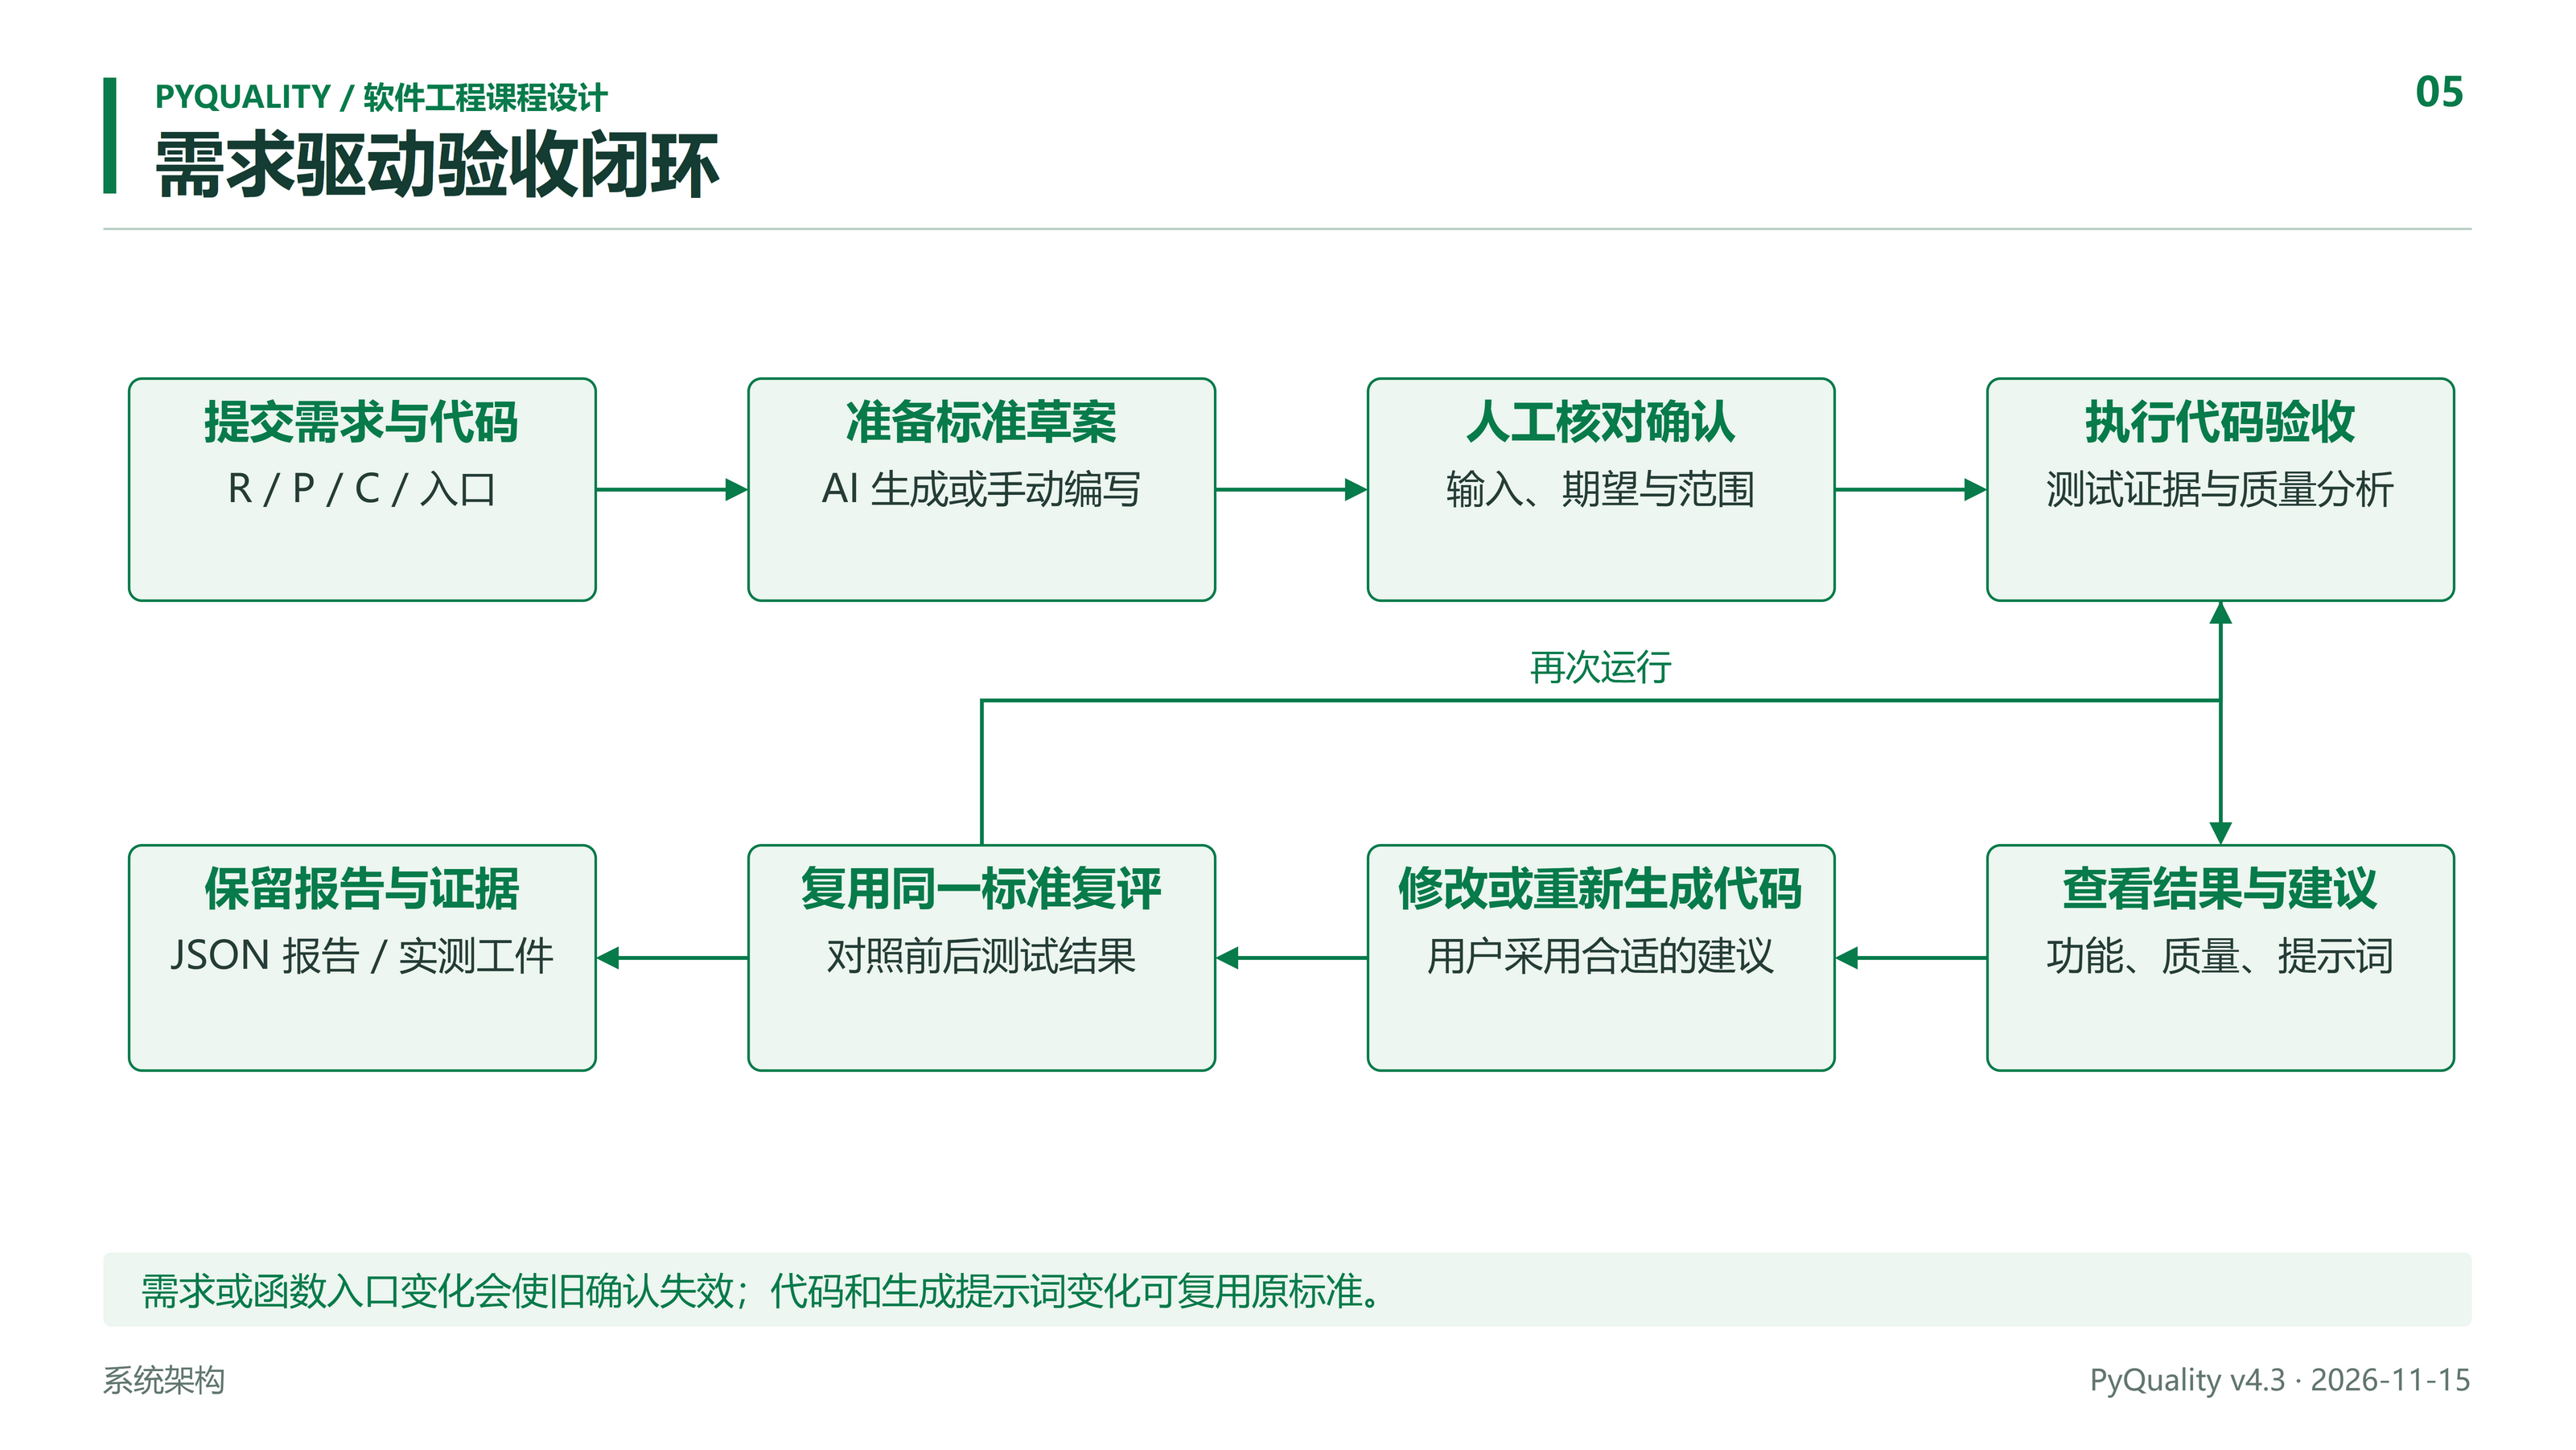 PYQUALITY / 软件工程课程设计
05
需求驱动验收闭环
提交需求与代码
R / P / C / 入口
准备标准草案
AI 生成或手动编写
人工核对确认
输入、期望与范围
执行代码验收
测试证据与质量分析
再次运行
保留报告与证据
JSON 报告 / 实测工件
复用同一标准复评
对照前后测试结果
修改或重新生成代码
用户采用合适的建议
查看结果与建议
功能、质量、提示词
需求或函数入口变化会使旧确认失效；代码和生成提示词变化可复用原标准。
系统架构
PyQuality v4.3 · 2026-11-15